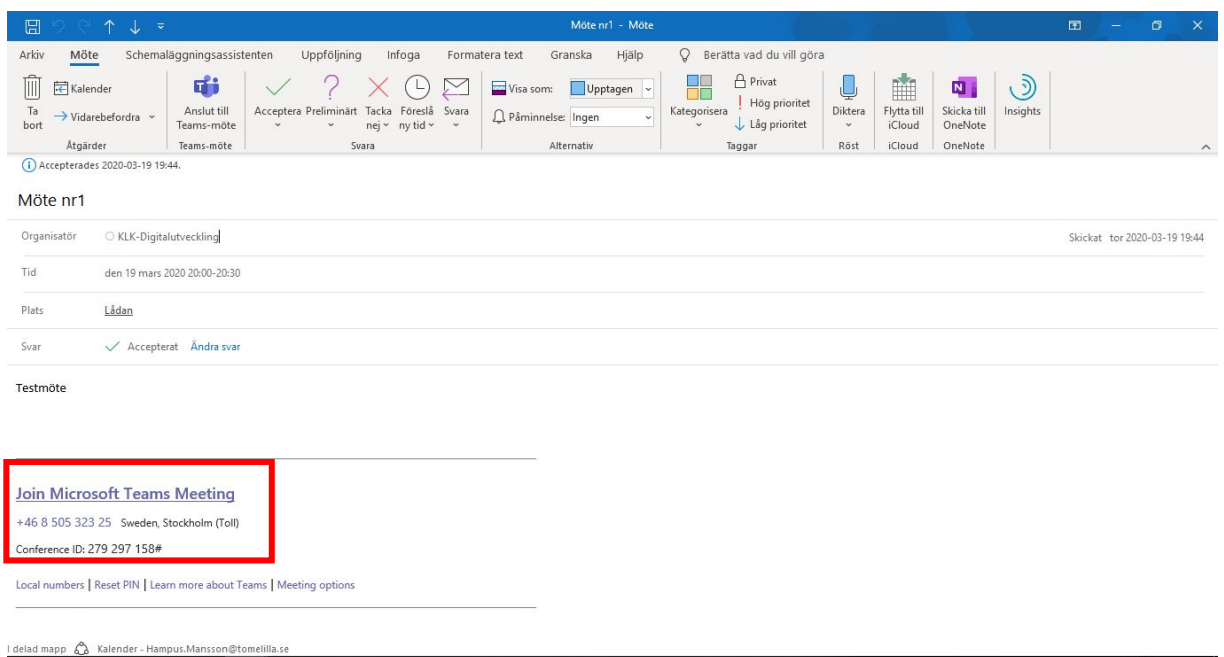 Möte nr1 - Möte
Arkiv Möte Schemaläggningsassistenten Uppföljning Infoga Formatera text Granska Hjälp Berätta vad du vill göra
Ta bort
Kalender
Vidarebefordra
Åtgärder
Anslut till Teams-möte
Teams-möte
Acceptera Preliminärt Tacka nej Föreslå ny tid Svara
Svara
Visa som: Upptagen
Påminnelse: Ingen
Alternativ
Kategorisera
Privat
Hög prioritet
Låg prioritet
Taggar
Diktera
Röst
Flytta till iCloud
iCloud
Skicka till OneNote
OneNote
Insights
Accepterades 2020-03-19 19:44.
Möte nr1
Organisatör KLK-Digitalutveckling Skickat tor 2020-03-19 19:44
Tid den 19 mars 2020 20:00-20:30
Plats Lådan
Svar Accepterat Ändra svar
Testmöte
Join Microsoft Teams Meeting
+46 8 505 323 25 Sweden, Stockholm (Toll)
Conference ID: 279 297 158#
Local numbers | Reset PIN | Learn more about Teams | Meeting options
I delad mapp Kalender - Hampus.Mansson@tomelilla.se